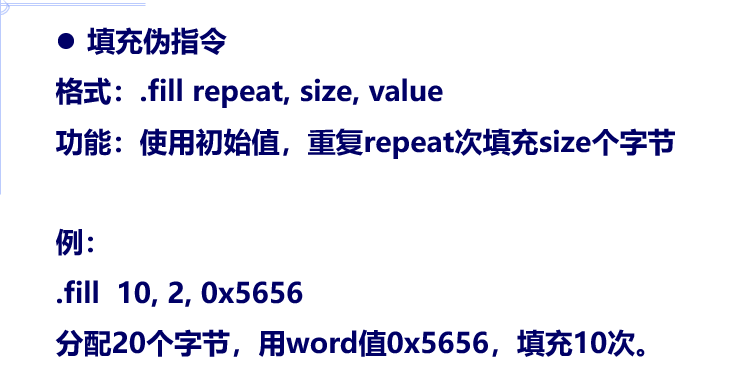 ● 填充伪指令
格式：.fill repeat, size, value
功能：使用初始值，重复repeat次填充size个字节
例：
.fill  10, 2, 0x5656
分配20个字节，用word值0x5656，填充10次。